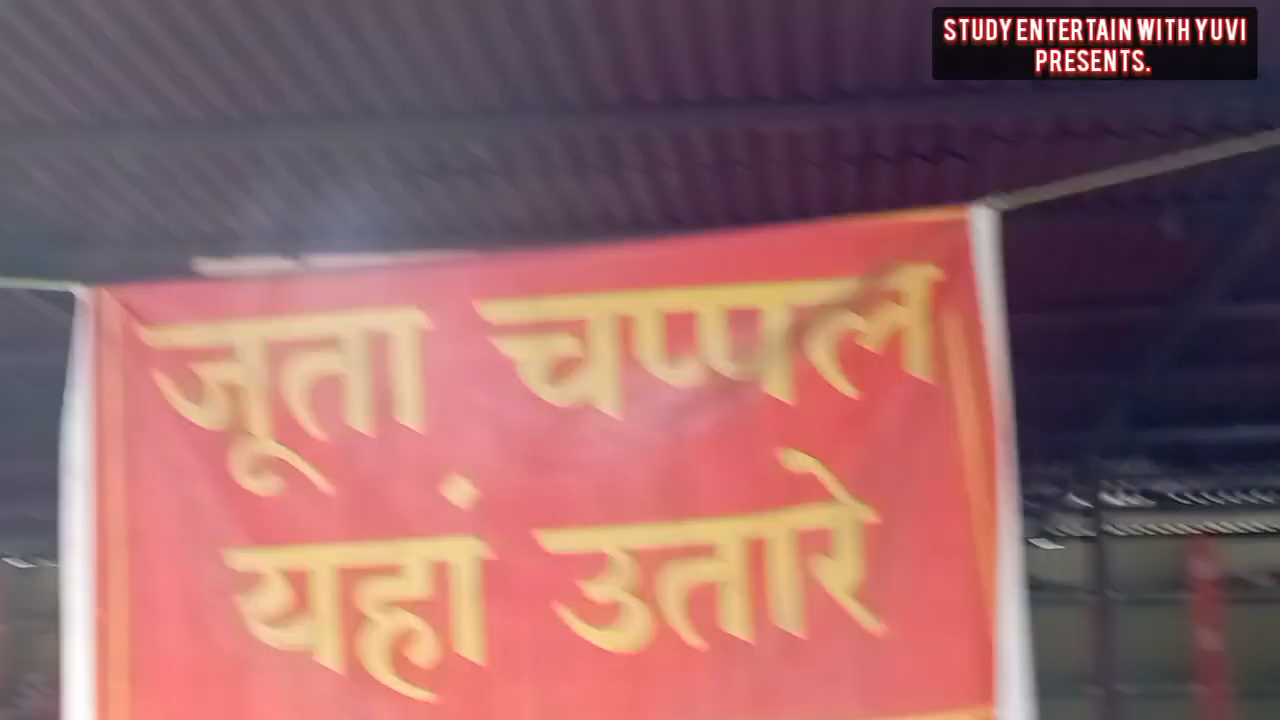 STUDY ENTERTAIN WITH YUVI
PRESENTS.
जूता चप्पल
यहां उतारे